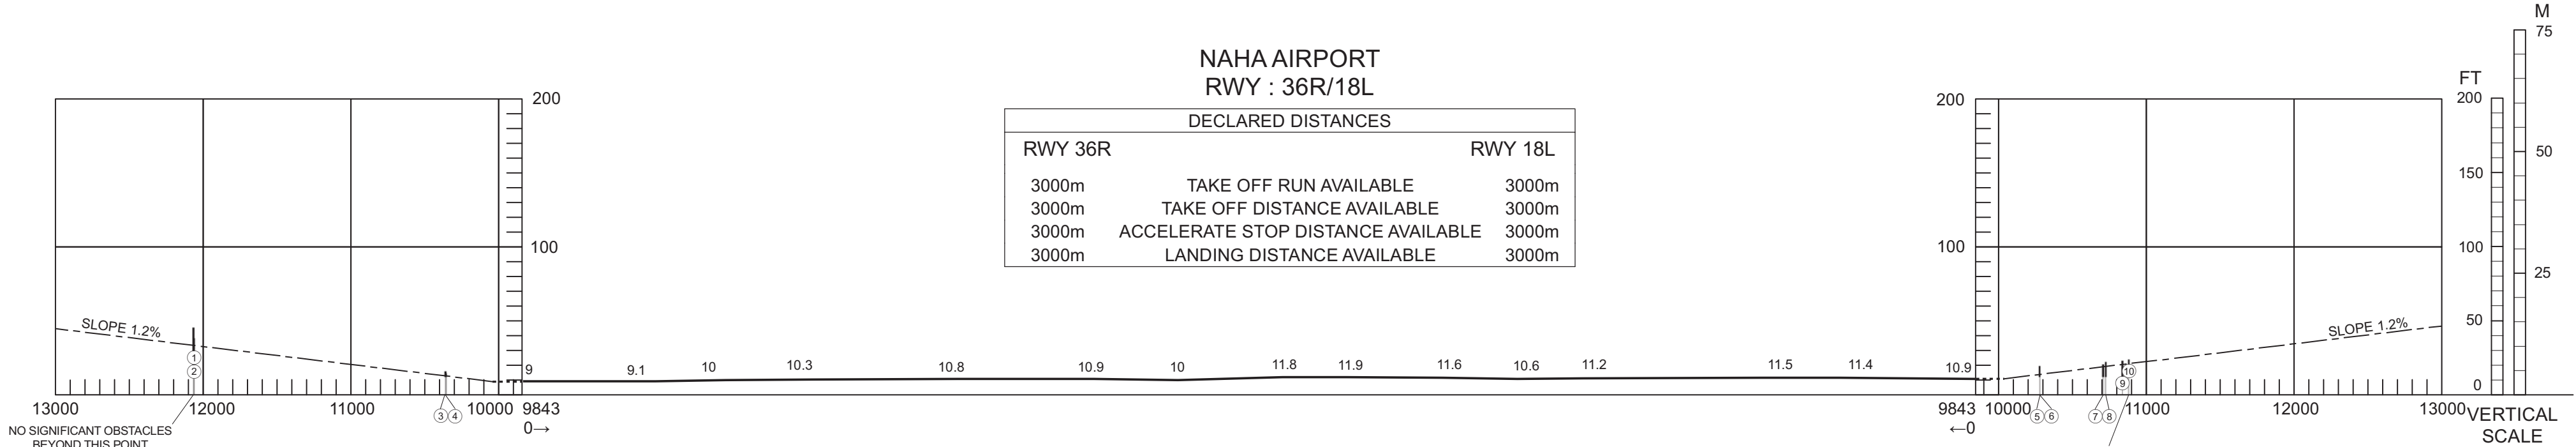 NAHA AIRPORT
RWY : 36R/18L
DECLARED DISTANCES
RWY 36R RWY 18L
3000m TAKE OFF RUN AVAILABLE 3000m
3000m TAKE OFF DISTANCE AVAILABLE 3000m
3000m ACCELERATE STOP DISTANCE AVAILABLE 3000m
3000m LANDING DISTANCE AVAILABLE 3000m
200
100
SLOPE 1.2%
1
2
13000 12000 11000 10000 9843
3 4
0→
NO SIGNIFICANT OBSTACLES
BEYOND THIS POINT
9 9.1 10 10.3 10.8 10.9 10 11.8 11.9 11.6 10.6 11.2 11.5 11.4 10.9
200
100
SLOPE 1.2%
10
9
9843 10000 11000 12000 13000
5 6 7 8
←0
FT
200
150
100
50
0
M
75
50
25
VERTICAL
SCALE